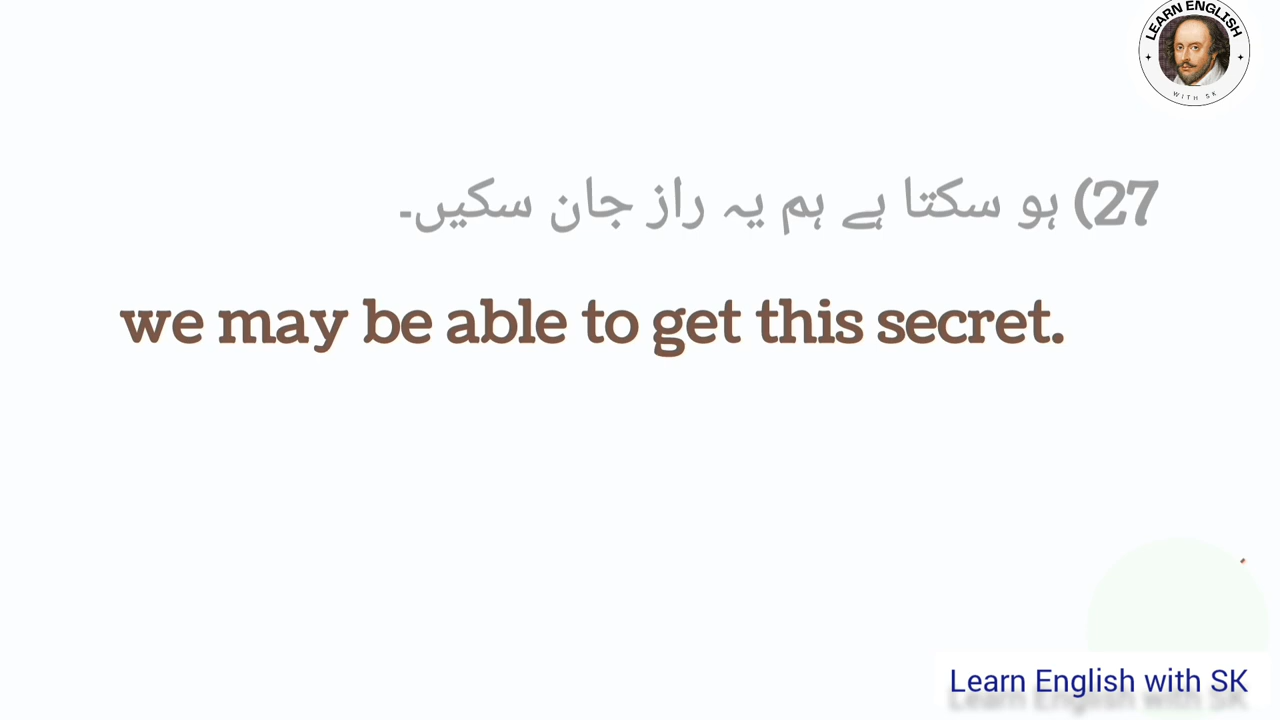 LEARN ENGLISH
WITH SK
27) ہو سکتا ہے ہم یہ راز جان سکیں۔
we may be able to get this secret.
Learn English with SK